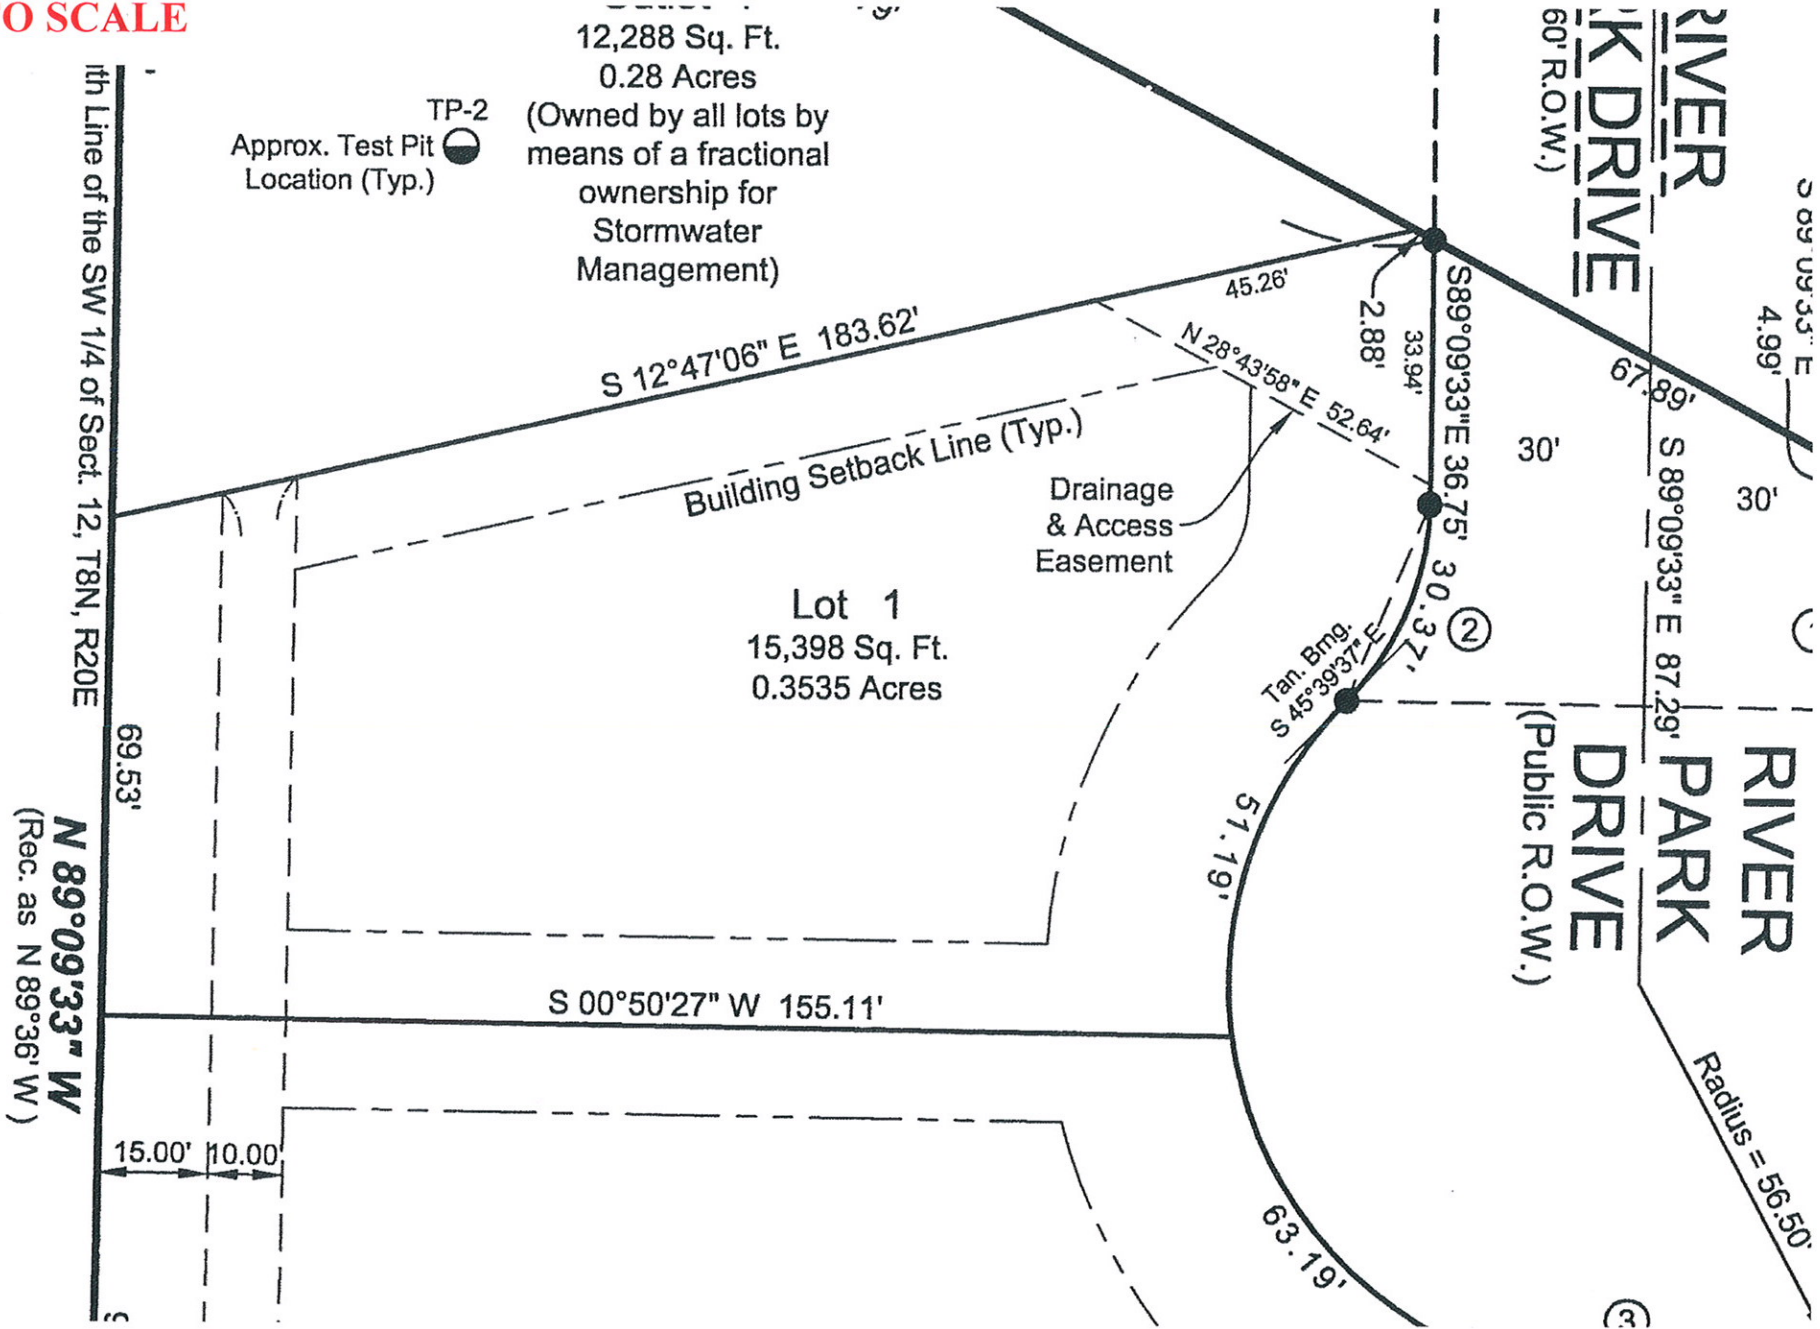 O SCALE
12,288 Sq. Ft.
0.28 Acres
(Owned by all lots by
means of a fractional
ownership for
Stormwater
Management)
TP-2
Approx. Test Pit
Location (Typ.)
RIVER
RK DRIVE
60' R.O.W.)
S 89°09'33" E
4.99'
Line of the SW 1/4 of Sect. 12, T8N, R20E
45.26'
2.88'
33.94'
S89°09'33"E 36.75'
67.89'
S 12°47'06" E 183.62'
N 28°43'58" E 52.64'
Building Setback Line (Typ.)
30'
30'
S 89°09'33" E 87.29'
Drainage
& Access
Easement
30.37'
2
Lot 1
15,398 Sq. Ft.
0.3535 Acres
Tan. Brng.
S 45°39'37" E
69.53'
N 89°09'33" W
(Rec. as N 89°36' W)
51.19'
RIVER
PARK
DRIVE
(Public R.O.W.)
S 00°50'27" W 155.11'
15.00'
10.00'
Radius = 56.50'
63.19'
3